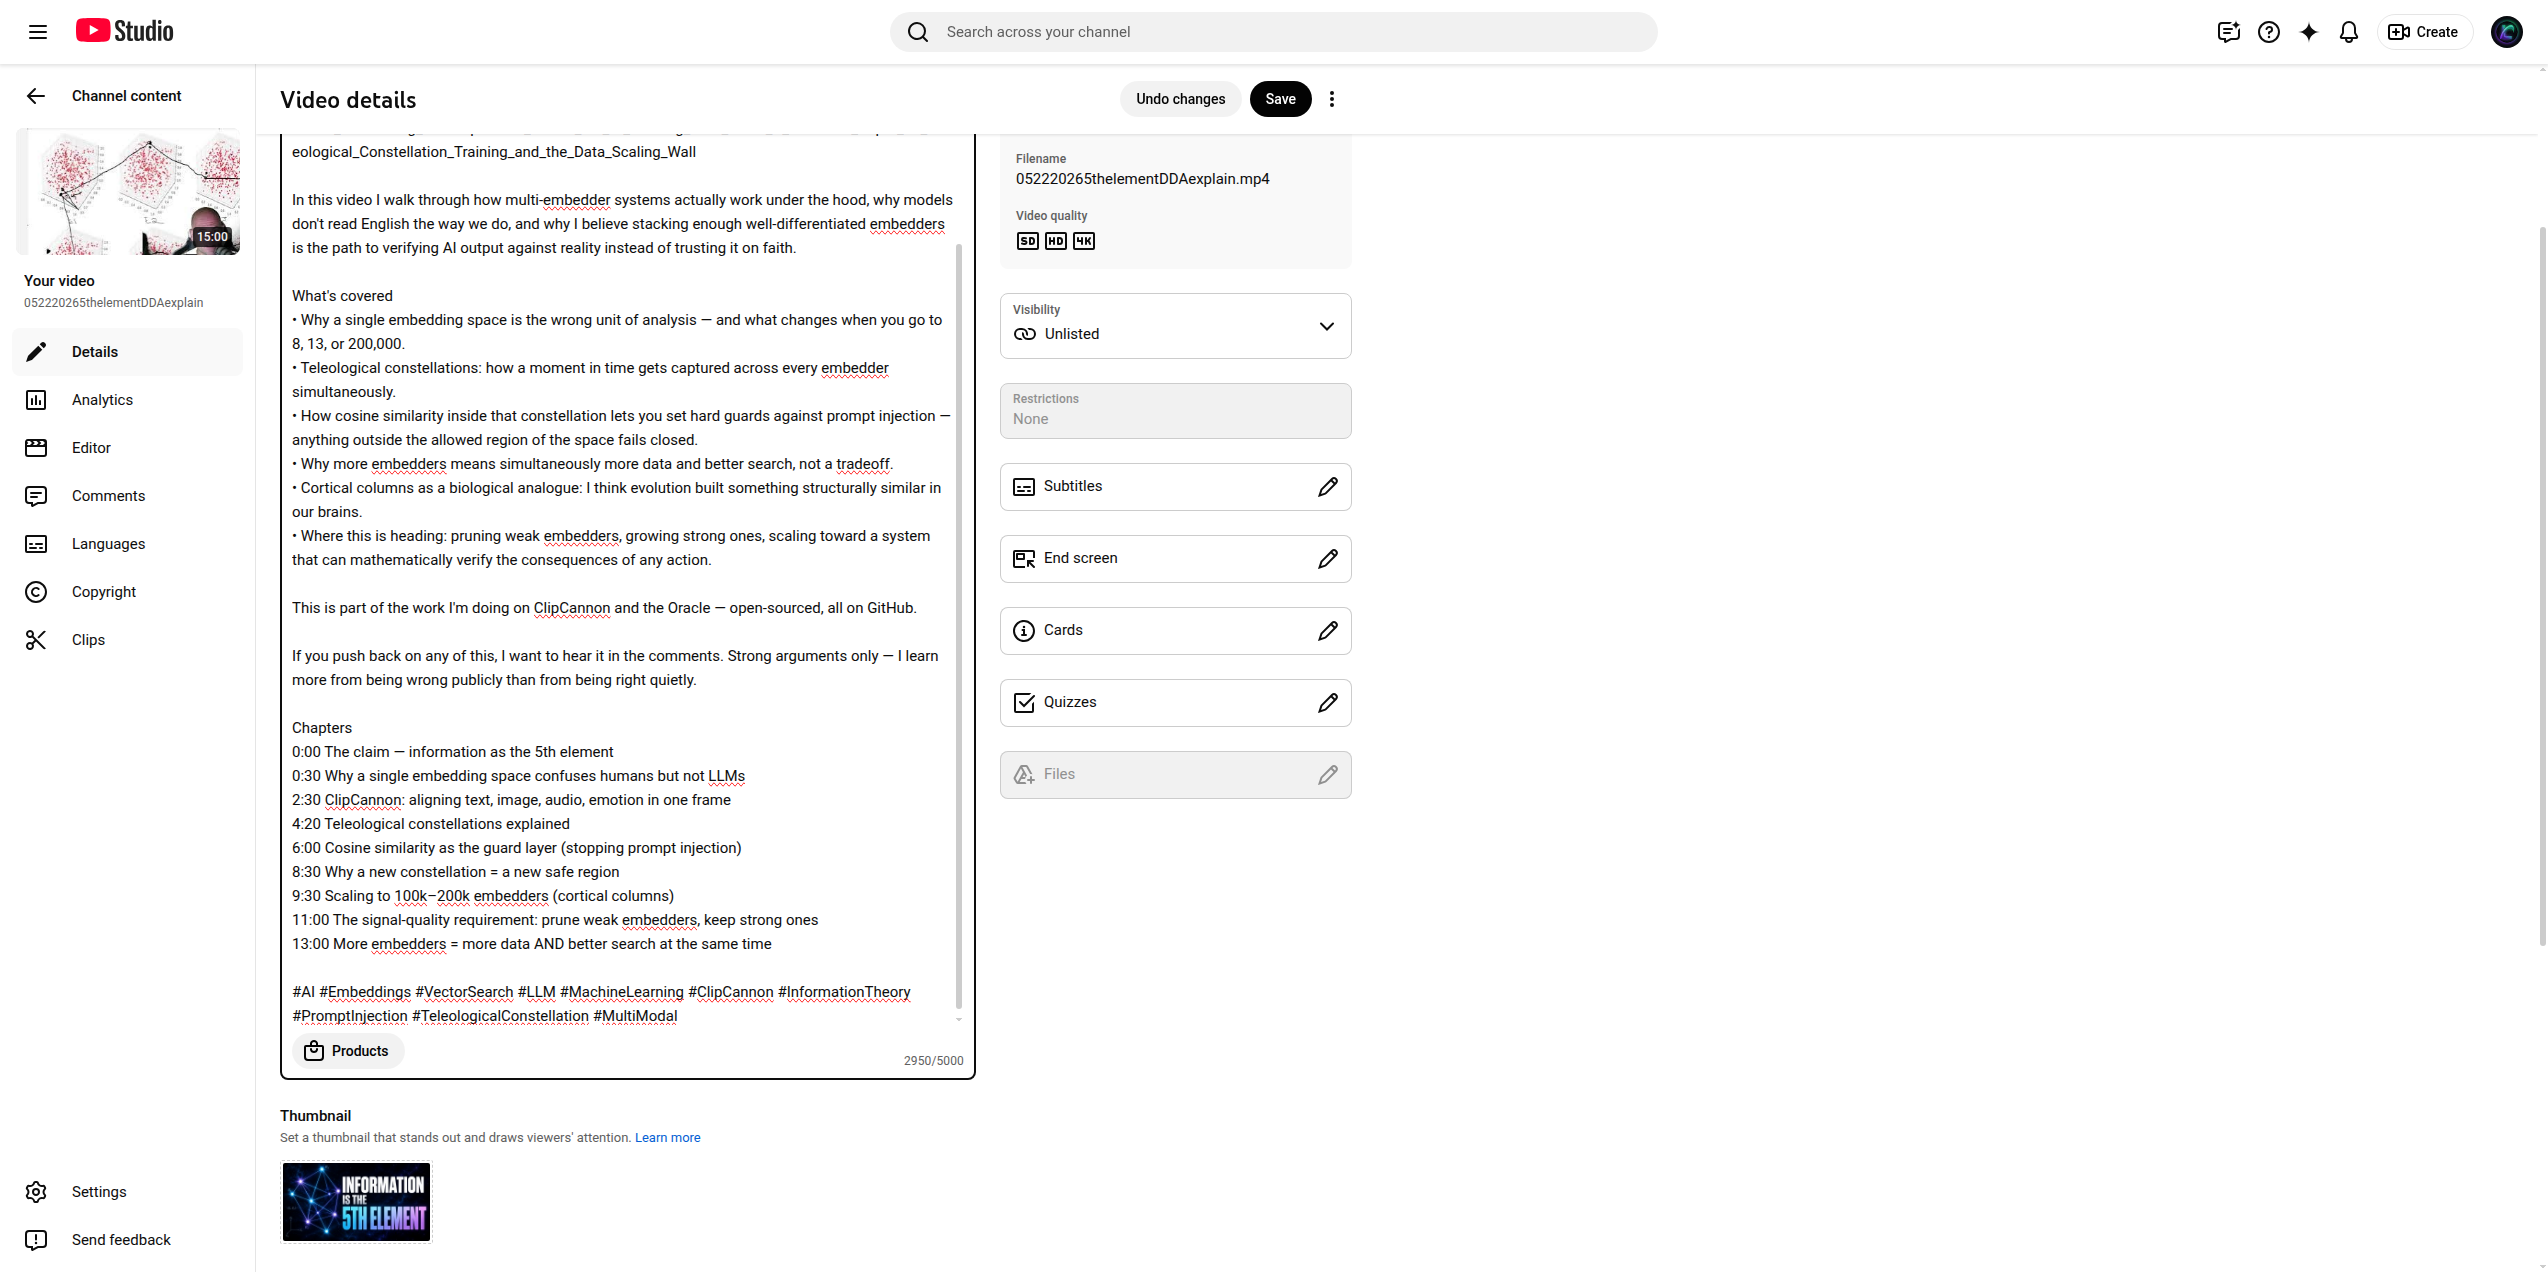 Studio
Search across your channel
Create
Channel content
Video details
Undo changes
Save
15:00
Your video
052220265thelementDDAexplain
Details
Analytics
Editor
Comments
Languages
Copyright
Clips
Settings
Send feedback
eological_Constellation_Training_and_the_Data_Scaling_Wall
In this video I walk through how multi-embedder systems actually work under the hood, why models
don't read English the way we do, and why I believe stacking enough well-differentiated embedders
is the path to verifying AI output against reality instead of trusting it on faith.
What's covered
• Why a single embedding space is the wrong unit of analysis — and what changes when you go to
8, 13, or 200,000.
• Teleological constellations: how a moment in time gets captured across every embedder
simultaneously.
• How cosine similarity inside that constellation lets you set hard guards against prompt injection —
anything outside the allowed region of the space fails closed.
• Why more embedders means simultaneously more data and better search, not a tradeoff.
• Cortical columns as a biological analogue: I think evolution built something structurally similar in
our brains.
• Where this is heading: pruning weak embedders, growing strong ones, scaling toward a system
that can mathematically verify the consequences of any action.
This is part of the work I'm doing on ClipCannon and the Oracle — open-sourced, all on GitHub.
If you push back on any of this, I want to hear it in the comments. Strong arguments only — I learn
more from being wrong publicly than from being right quietly.
Chapters
0:00 The claim — information as the 5th element
0:30 Why a single embedding space confuses humans but not LLMs
2:30 ClipCannon: aligning text, image, audio, emotion in one frame
4:20 Teleological constellations explained
6:00 Cosine similarity as the guard layer (stopping prompt injection)
8:30 Why a new constellation = a new safe region
9:30 Scaling to 100k–200k embedders (cortical columns)
11:00 The signal-quality requirement: prune weak embedders, keep strong ones
13:00 More embedders = more data AND better search at the same time
#AI #Embeddings #VectorSearch #LLM #MachineLearning #ClipCannon #InformationTheory
#PromptInjection #TeleologicalConstellation #MultiModal
Products
2950/5000
Thumbnail
Set a thumbnail that stands out and draws viewers' attention. Learn more
INFORMATION
IS THE
5TH ELEMENT
Filename
052220265thelementDDAexplain.mp4
Video quality
SD HD 4K
Visibility
Unlisted
Restrictions
None
Subtitles
End screen
Cards
Quizzes
Files